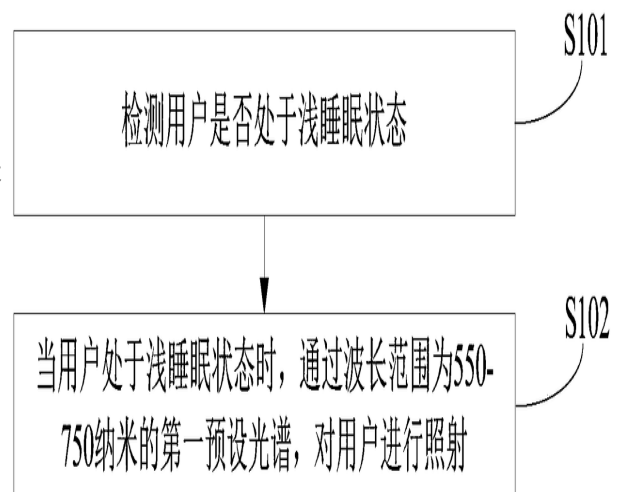 S101
检测用户是否处于浅睡眠状态
S102
当用户处于浅睡眠状态时，通过波长范围为550-
750纳米的第一预设光谱，对用户进行照射